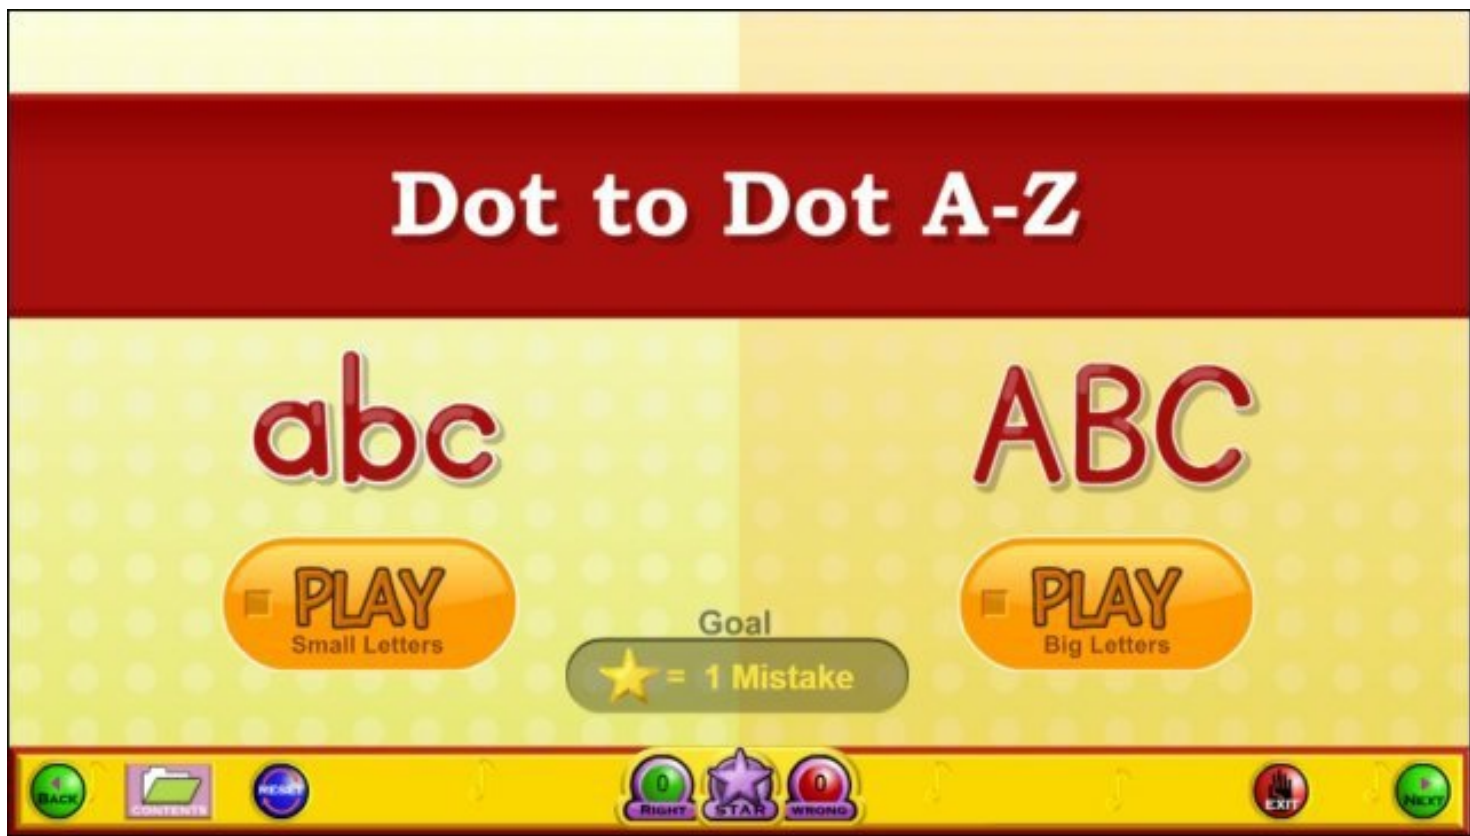 Dot to Dot A-Z
abc
ABC
PLAY
Small Letters
PLAY
Big Letters
Goal
= 1 Mistake
BACK
CONTENTS
RESET
0
RIGHT
STAR
0
WRONG
EXIT
NEXT